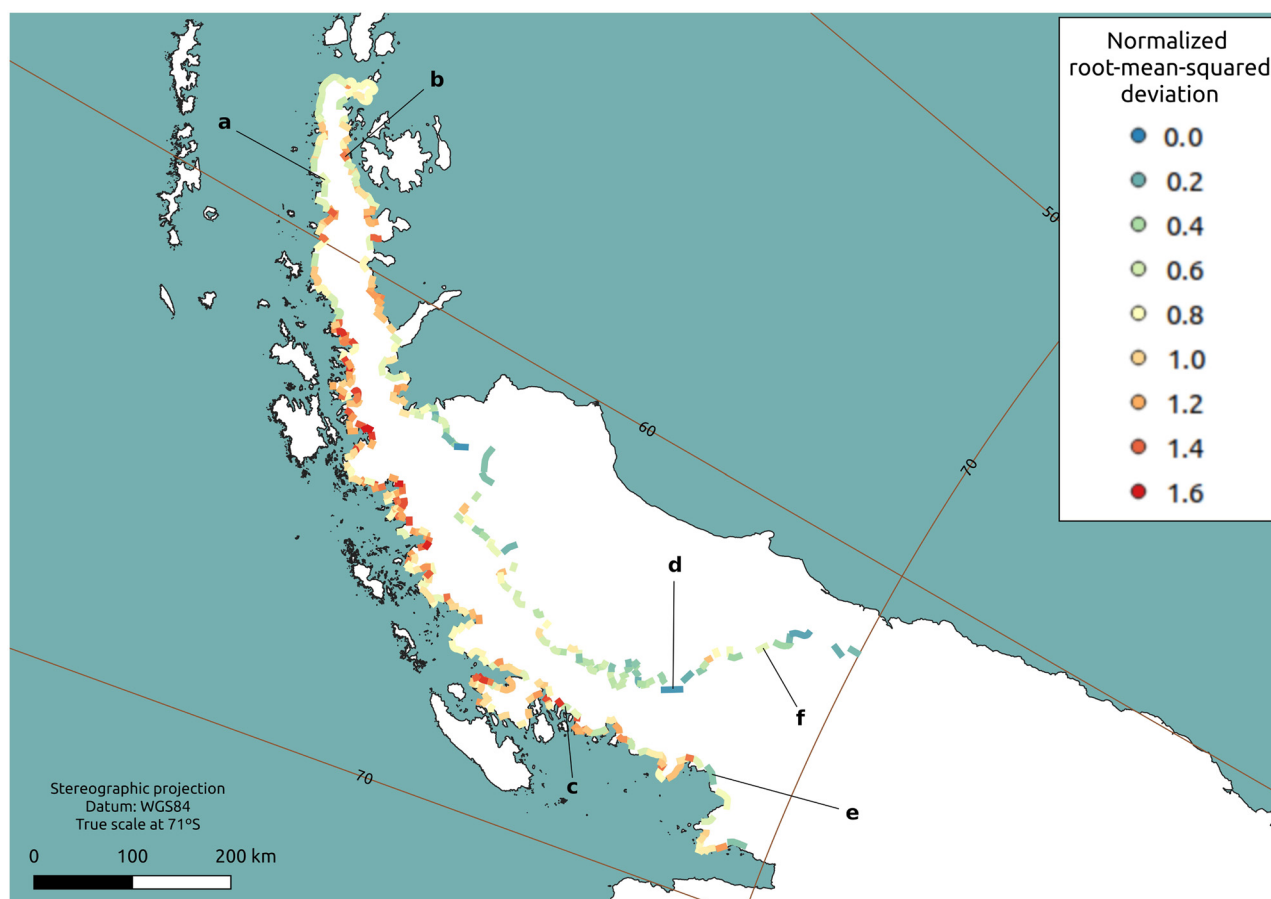 Normalized
root-mean-squared
deviation
0.0
0.2
0.4
0.6
0.8
1.0
1.2
1.4
1.6
b
a
50
60
70
d
f
c
e
70
Stereographic projection
Datum: WGS84
True scale at 71ºS
0 100 200 km